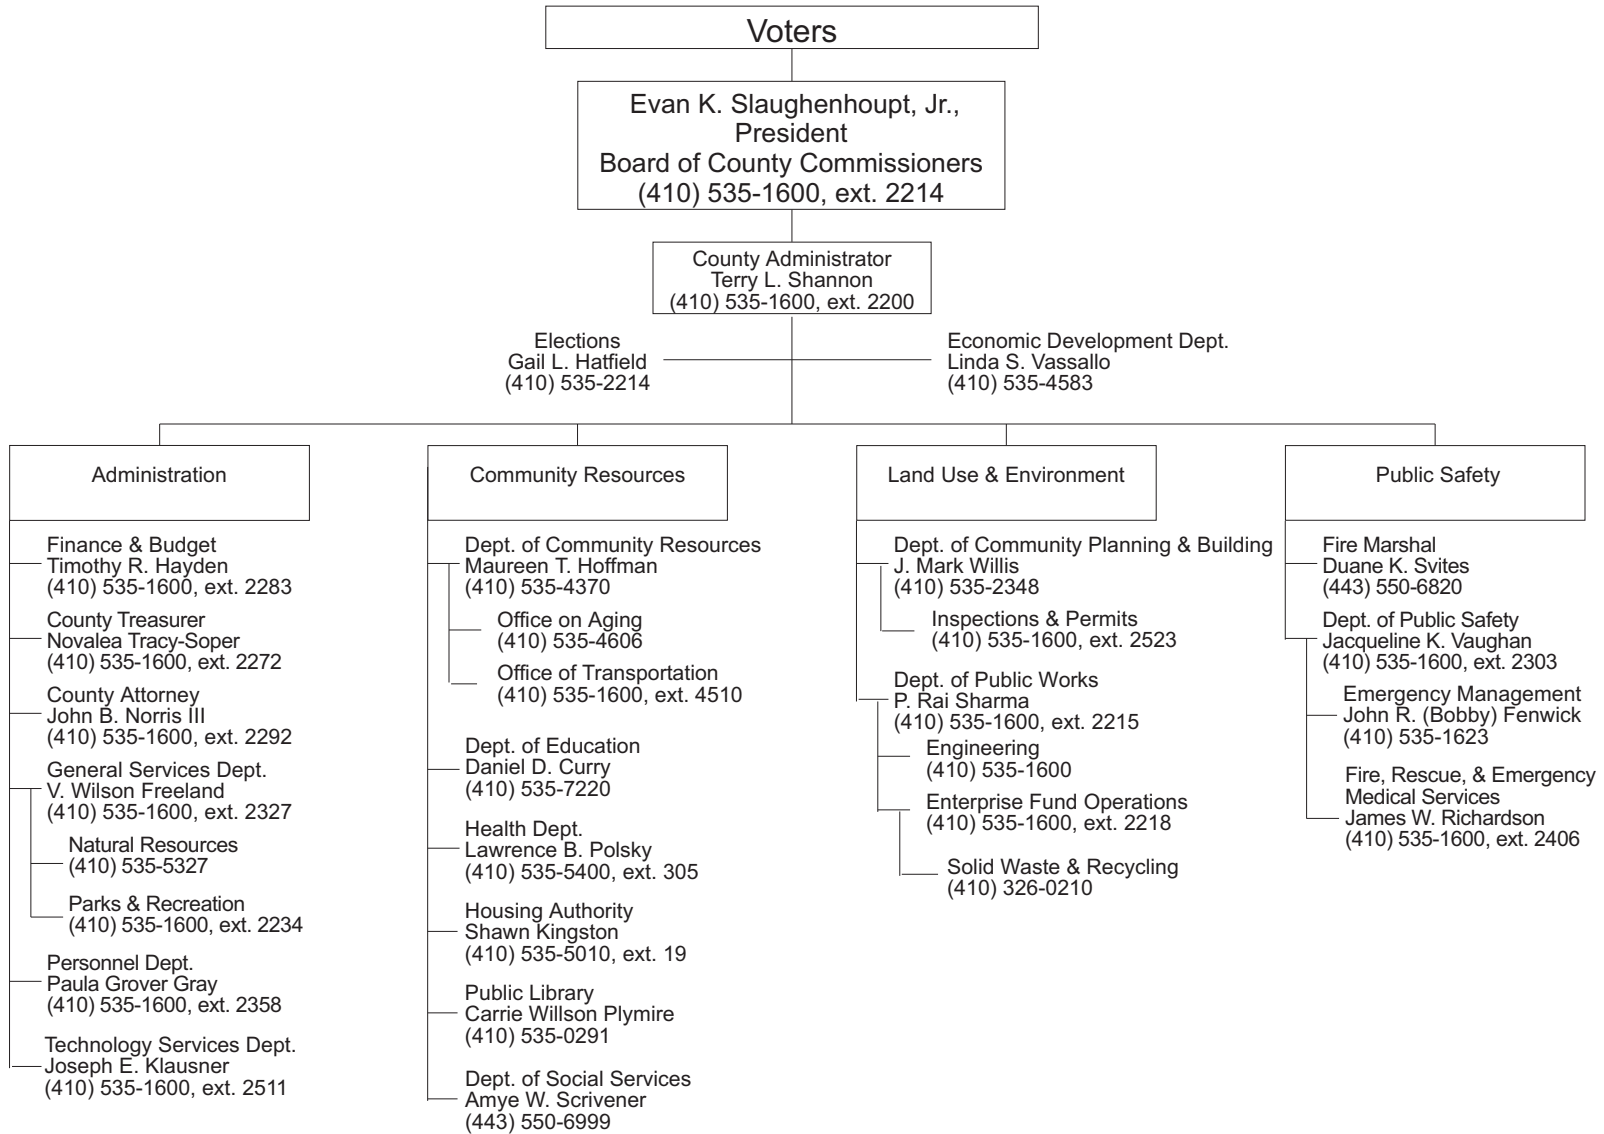 Voters
Evan K. Slaughenhoupt, Jr.,
President
Board of County Commissioners
(410) 535-1600, ext. 2214
County Administrator
Terry L. Shannon
(410) 535-1600, ext. 2200
Elections
Gail L. Hatfield
(410) 535-2214
Economic Development Dept.
Linda S. Vassallo
(410) 535-4583
Administration
Finance & Budget
Timothy R. Hayden
(410) 535-1600, ext. 2283
County Treasurer
Novalea Tracy-Soper
(410) 535-1600, ext. 2272
County Attorney
John B. Norris III
(410) 535-1600, ext. 2292
General Services Dept.
V. Wilson Freeland
(410) 535-1600, ext. 2327
Natural Resources
(410) 535-5327
Parks & Recreation
(410) 535-1600, ext. 2234
Personnel Dept.
Paula Grover Gray
(410) 535-1600, ext. 2358
Technology Services Dept.
Joseph E. Klausner
(410) 535-1600, ext. 2511
Community Resources
Dept. of Community Resources
Maureen T. Hoffman
(410) 535-4370
Office on Aging
(410) 535-4606
Office of Transportation
(410) 535-1600, ext. 4510
Dept. of Education
Daniel D. Curry
(410) 535-7220
Health Dept.
Lawrence B. Polsky
(410) 535-5400, ext. 305
Housing Authority
Shawn Kingston
(410) 535-5010, ext. 19
Public Library
Carrie Willson Plymire
(410) 535-0291
Dept. of Social Services
Amye W. Scrivener
(443) 550-6999
Land Use & Environment
Dept. of Community Planning & Building
J. Mark Willis
(410) 535-2348
Inspections & Permits
(410) 535-1600, ext. 2523
Dept. of Public Works
P. Rai Sharma
(410) 535-1600, ext. 2215
Engineering
(410) 535-1600
Enterprise Fund Operations
(410) 535-1600, ext. 2218
Solid Waste & Recycling
(410) 326-0210
Public Safety
Fire Marshal
Duane K. Svites
(443) 550-6820
Dept. of Public Safety
Jacqueline K. Vaughan
(410) 535-1600, ext. 2303
Emergency Management
John R. (Bobby) Fenwick
(410) 535-1623
Fire, Rescue, & Emergency
Medical Services
James W. Richardson
(410) 535-1600, ext. 2406